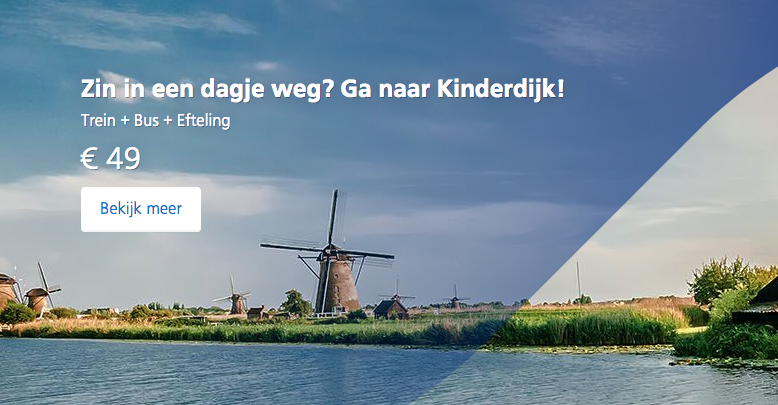 Zin in een dagje weg? Ga naar Kinderdijk!
Trein + Bus + Efteling
€ 49
Bekijk meer